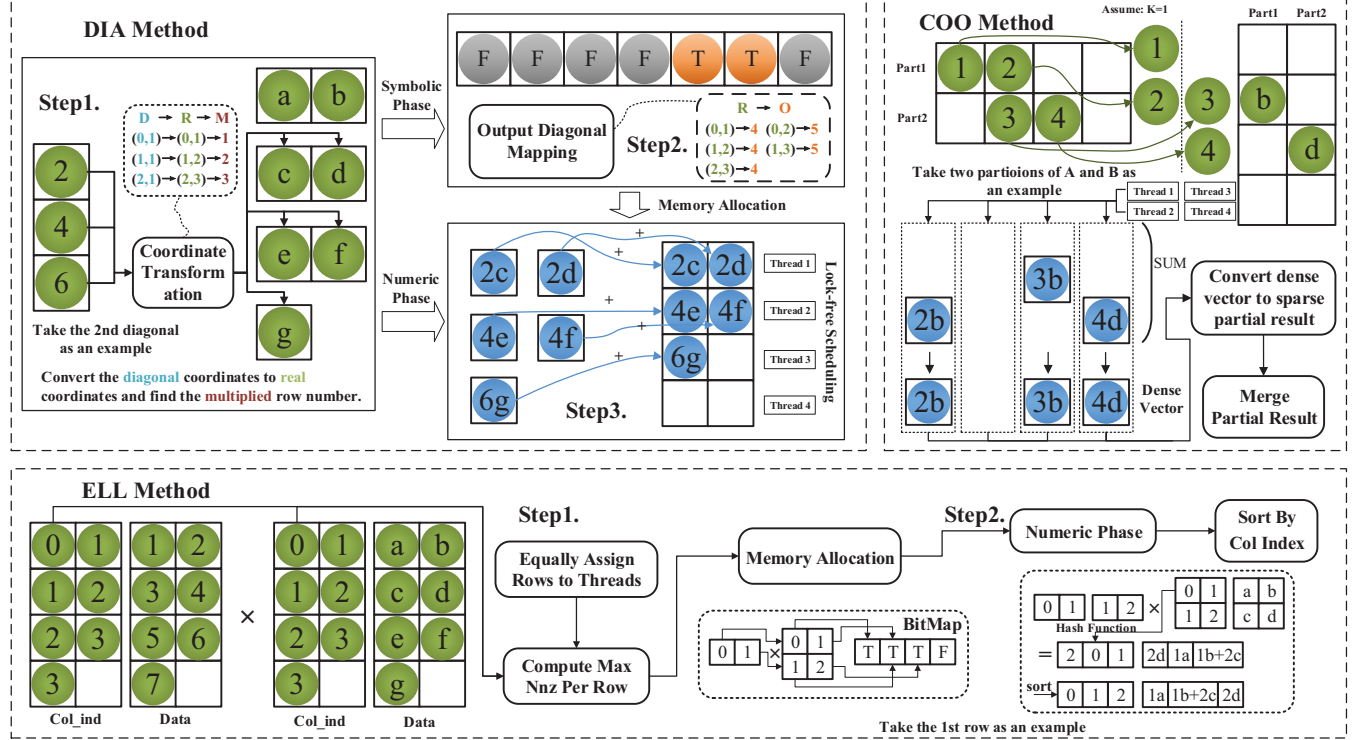 DIA Method
Step1.
D → R → M
(0,1)→(0,1)→1
(1,1)→(1,2)→2
(2,1)→(2,3)→3
2
4
6
Coordinate
Transform
ation
a b
c d
e f
g
Take the 2nd diagonal
as an example
Convert the diagonal coordinates to real
coordinates and find the multiplied row number.
Symbolic
Phase
Numeric
Phase
F F F F T T F
Output Diagonal
Mapping
Step2.
R → O
(0,1)→4 (0,2)→5
(1,2)→4 (1,3)→5
(2,3)→4
Memory Allocation
2c 2d
4e 4f
6g
+
+
+
+
+
2c 2d
4e 4f
6g
Thread 1
Thread 2
Thread 3
Thread 4
Lock-free Scheduling
Step3.
COO Method
Assume: K=1
Part1 Part2
Part1
Part2
1 2
3 4
1
2
3
4
b
d
Take two partioions of A and B as
an example
Thread 1 Thread 3
Thread 2 Thread 4
SUM
2b
3b
4d
2b 3b 4d
Dense
Vector
Convert dense
vector to sparse
partial result
Merge
Partial Result
ELL Method
0 1 1 2
1 2 3 4
2 3 5 6
3 7
Col_ind Data
×
0 1 a b
1 2 c d
2 3 e f
3 g
Col_ind Data
Step1.
Equally Assign
Rows to Threads
Compute Max
Nnz Per Row
Memory Allocation
Step2.
Numeric Phase
Sort By
Col Index
BitMap
0 1 × 0 1
1 2
T T T F
0 1 1 2 × 0 1 a b
1 2 c d
Hash Function
= 2 0 1 2d 1a 1b+2c
sort
0 1 2 1a 1b+2c 2d
Take the 1st row as an example